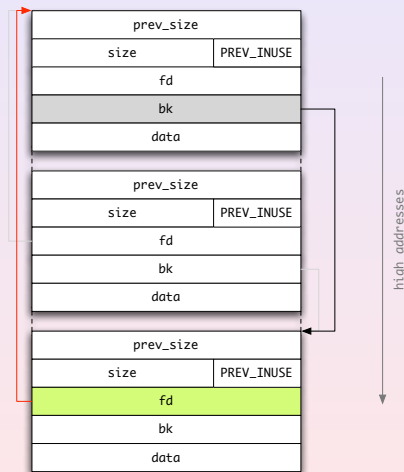 prev_size
size PREV_INUSE
fd
bk
data
prev_size
size PREV_INUSE
fd
bk
data
prev_size
size PREV_INUSE
fd
bk
data
high addresses